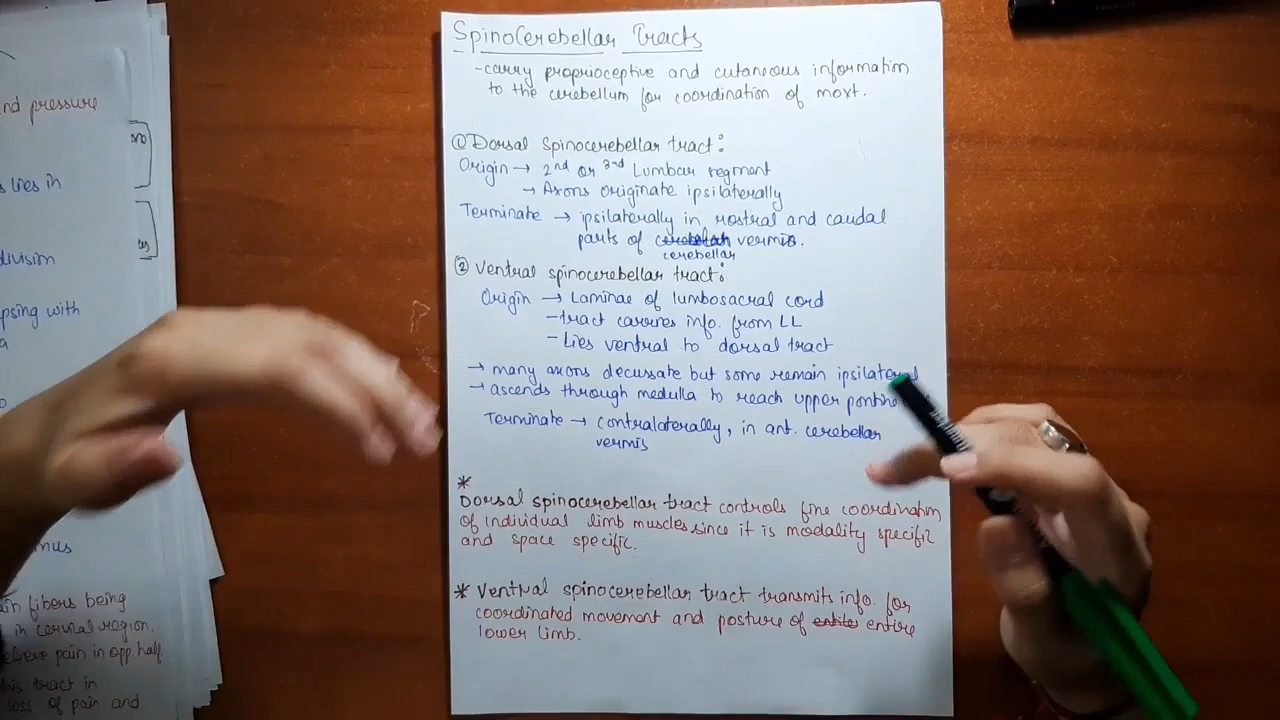 Spinocerebellar Tracts
-carry proprioceptive and cutaneous information
to the cerebellum for coordination of movt.
① Dorsal Spinocerebellar tract:
Origin → 2nd or 3rd Lumbar segment
→ Axons originate ipsilaterally
Terminate → ipsilaterally in rostral and caudal
parts of vermis.
cerebellar
② Ventral spinocerebellar tract:
Origin → Laminae of lumbosacral cord
-tract carries info. from LL
- Lies ventral to dorsal tract
→ many axons decussate but some remain ipsilateral
→ ascends through medulla to reach upper pontine
Terminate → contralaterally, in ant. cerebellar
vermis
*
Dorsal spinocerebellar tract controls fine coordination
of individual limb muscles since it is modality specific
and space specific.
* Ventral spinocerebellar tract transmits info. for
coordinated movement and posture of entire
lower limb.
nd pressure
s lies in
division
psing with
a
mus
in fibers being
in cervical region.
relieve pain in opp half
his tract in
loss of pain and